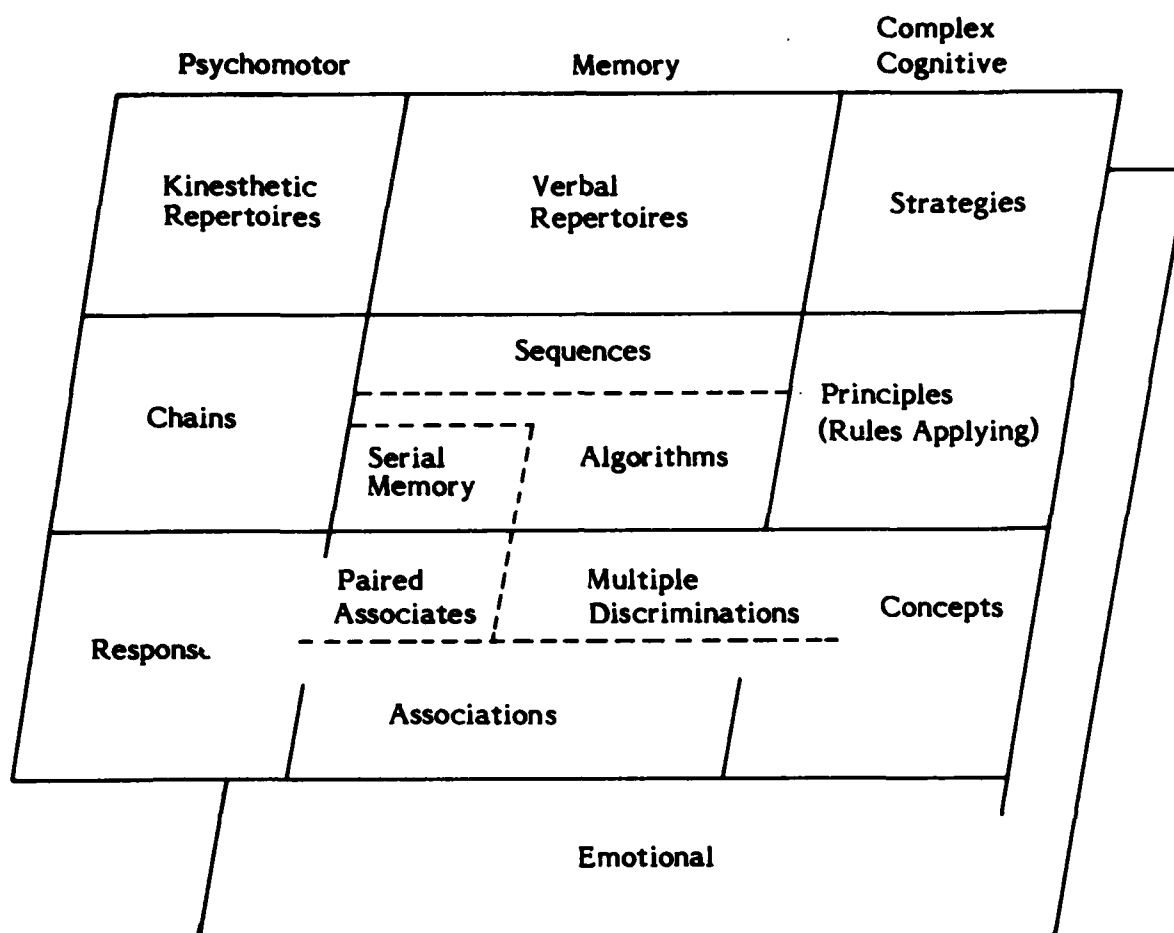 Complex
Psychomotor Memory Cognitive
Kinesthetic
Repertoires
Verbal
Repertoires
Strategies
Sequences
Chains
Principles
(Rules Applying)
Serial
Memory
Algorithms
Paired
Associates
Multiple
Discriminations
Concepts
Associations
Emotional